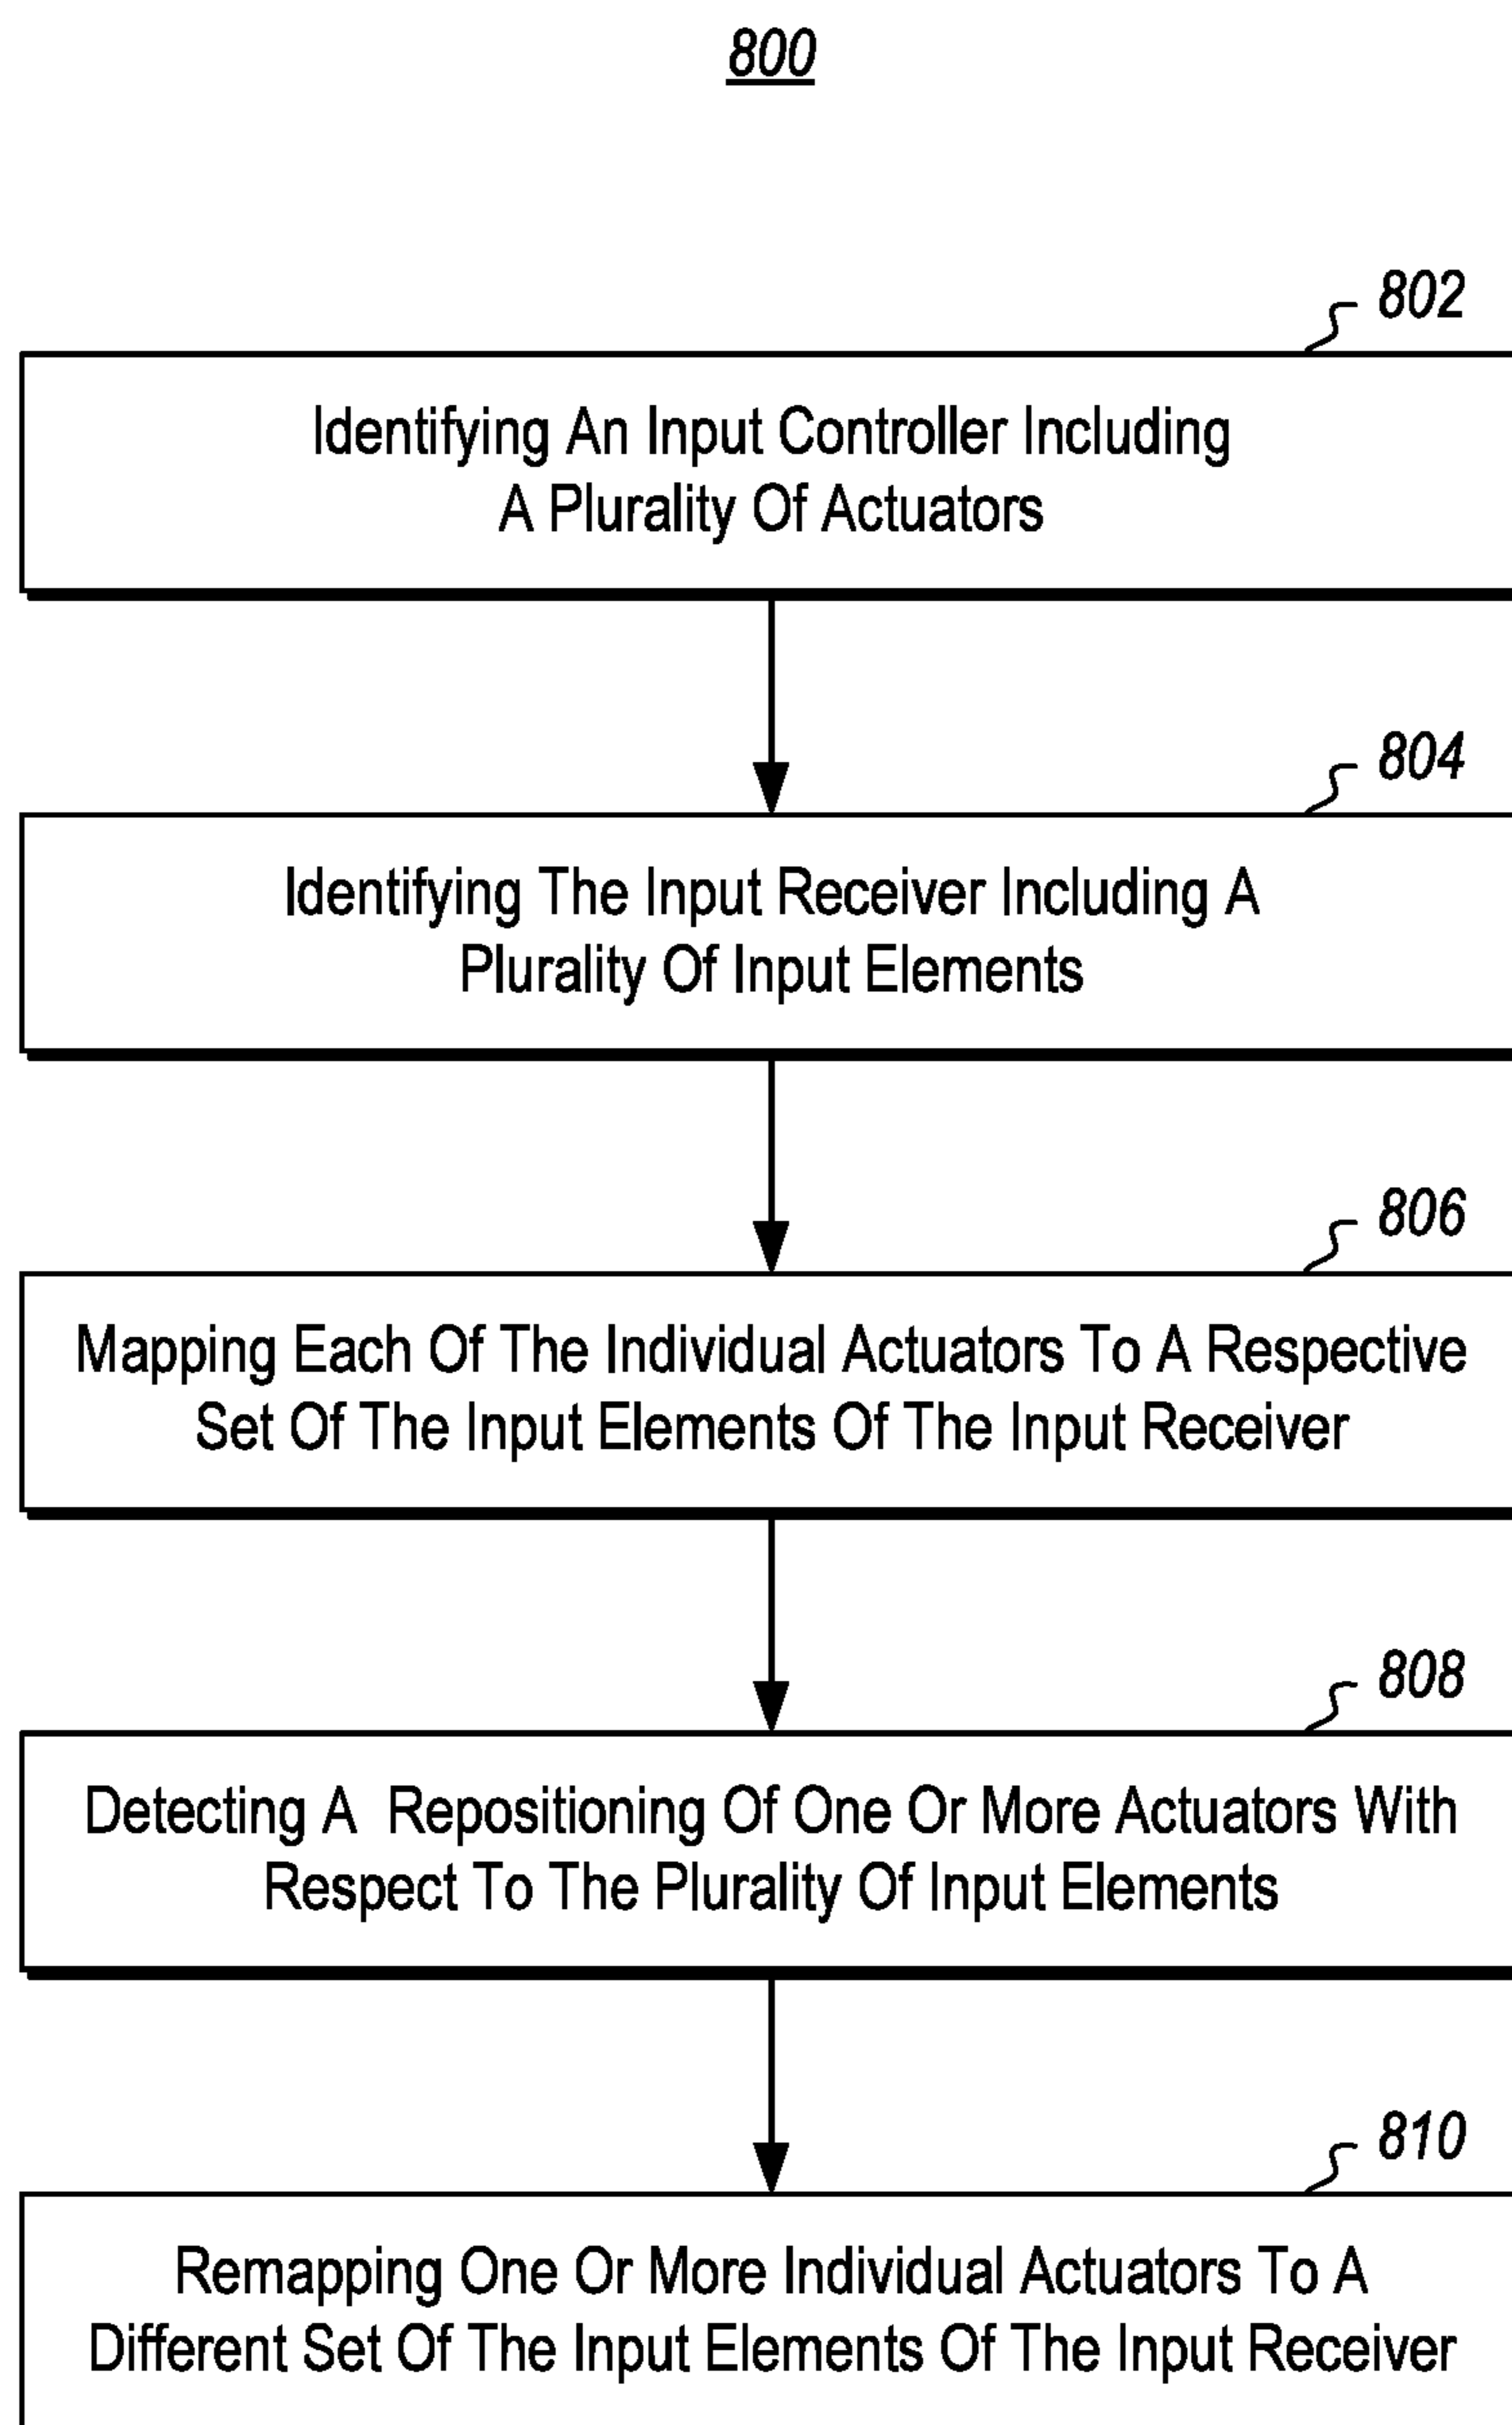 800
802
Identifying An Input Controller Including
A Plurality Of Actuators
804
Identifying The Input Receiver Including A
Plurality Of Input Elements
806
Mapping Each Of The Individual Actuators To A Respective
Set Of The Input Elements Of The Input Receiver
808
Detecting A Repositioning Of One Or More Actuators With
Respect To The Plurality Of Input Elements
810
Remapping One Or More Individual Actuators To A
Different Set Of The Input Elements Of The Input Receiver